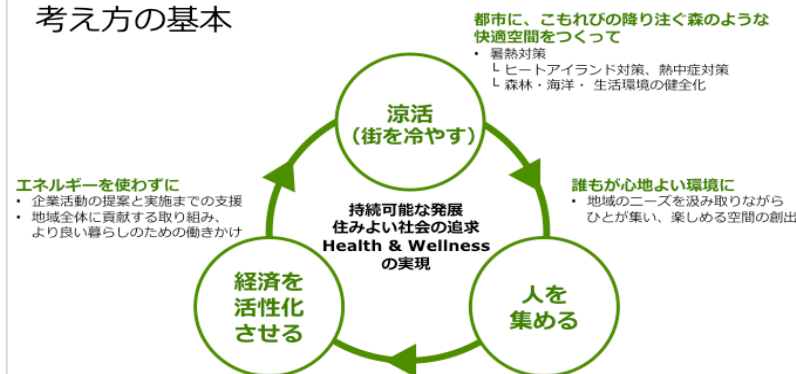 考え方の基本
都市に、こもれびの降り注ぐ森のような
快適空間をつくって
• 暑熱対策
└ ヒートアイランド対策、熱中症対策
└ 森林・海洋・ 生活環境の健全化
涼活
（街を冷やす）
エネルギーを使わずに
• 企業活動の提案と実施までの支援
• 地域全体に貢献する取り組み、
より良い暮らしのための働きかけ
誰もが心地よい環境に
• 地域のニーズを汲み取りながら
ひとが集い、楽しめる空間の創出
持続可能な発展
住みよい社会の追求
Health & Wellness
の実現
経済を
活性化
させる
人を
集める